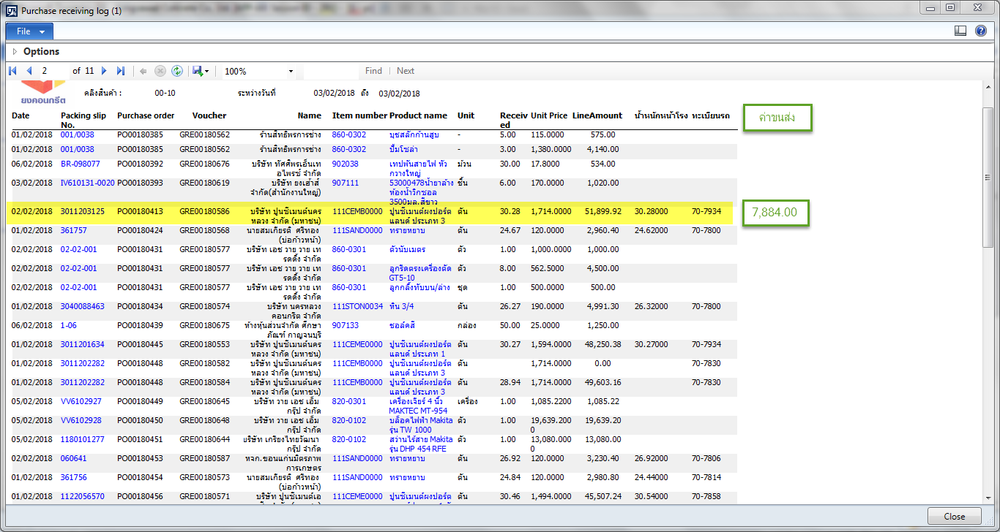 Purchase receiving log (1)
File
Options
2 of 11 100% Find Next
ยงคอนกรีต
คลังสินค้า : 00-10 ระหว่างวันที่ 03/02/2018 ถึง 03/02/2018
Date Packing slip Purchase order Voucher Name Item number Product name Unit Receiv Unit Price LineAmount น้ำหนักหน้าโรง ทะเบียนรถ ค่าขนส่ง
No. ed
01/02/2018 001/0038 PO00180385 GRE00180562 ร้านสิทธิพรการช่าง 860-0302 บุชสลักก้านสูบ - 5.00 115.0000 575.00
01/02/2018 001/0038 PO00180385 GRE00180562 ร้านสิทธิพรการช่าง 860-0302 ปั๊มโซล่า - 3.00 1,380.0000 4,140.00
06/02/2018 BR-098077 PO00180392 GRE00180676 บริษัท ทัศศิพรเอ็นเท 902038 เทปพันสายไฟ หัว ม้วน 30.00 17.8000 534.00
อไพรซ์ จำกัด กวางใหญ่
03/02/2018 IV610131-0020 PO00180393 GRE00180619 บริษัท ยงเฮ้าส์ 907111 53000478น้ำยาล้าง ชิ้น 6.00 170.0000 1,020.00
จำกัด(สำนักงานใหญ่) ห้องน้ำวิกซอล
3500มล.สีขาว
02/02/2018 3011203125 PO00180413 GRE00180586 บริษัท ปูนซีเมนต์นคร 111CEMB0000 ปูนซีเมนต์ผงปอร์ต ตัน 30.28 1,714.0000 51,899.92 30.28000 70-7934 7,884.00
หลวง จำกัด (มหาชน) แลนด์ ประเภท 3
01/02/2018 361757 PO00180424 GRE00180568 นายสมเกียรติ ศรีทอง 111SAND0000 ทรายหยาบ ตัน 24.67 120.0000 2,960.40 24.62000 70-7800
(บ่อก้าวหน้า)
02/02/2018 02-02-001 PO00180431 GRE00180577 บริษัท เอช วาย วาย เท 860-0301 ตัวนับเมตร ตัว 1.00 1,000.0000 1,000.00
รดดิ้ง จำกัด
02/02/2018 02-02-001 PO00180431 GRE00180577 บริษัท เอช วาย วาย เท 860-0301 ลูกรีดตรงเครื่องตัด ตัว 8.00 562.5000 4,500.00
รดดิ้ง จำกัด GT5-10
02/02/2018 02-02-001 PO00180431 GRE00180577 บริษัท เอช วาย วาย เท 860-0301 ลูกกลิ้งทับบน/ล่าง ชุด 1.00 500.0000 500.00
รดดิ้ง จำกัด
01/02/2018 3040088463 PO00180434 GRE00180574 บริษัท นครหลวง 111STON0034 หิน 3/4 ตัน 26.27 190.0000 4,991.30 26.32000 70-7800
คอนกรีต จำกัด
06/02/2018 1-06 PO00180439 GRE00180675 ห้างหุ้นส่วนจำกัด ศึกษา 907133 ชอล์คสี กล่อง 50.00 25.0000 1,250.00
ภัณฑ์ กาญจนบุรี
01/02/2018 3011201634 PO00180445 GRE00180553 บริษัท ปูนซีเมนต์นคร 111CEME0000 ปูนซีเมนต์ผงปอร์ต ตัน 30.27 1,594.0000 48,250.38 30.27000 70-7934
หลวง จำกัด (มหาชน) แลนด์ ประเภท 1
01/02/2018 3011202282 PO00180448 GRE00180582 บริษัท ปูนซีเมนต์นคร 111CEMB0000 ปูนซีเมนต์ผงปอร์ต ตัน 1,714.0000 0.00 70-7830
หลวง จำกัด (มหาชน) แลนด์ ประเภท 3
01/02/2018 3011202282 PO00180448 GRE00180584 บริษัท ปูนซีเมนต์นคร 111CEMB0000 ปูนซีเมนต์ผงปอร์ต ตัน 28.94 1,714.0000 49,603.16 70-7830
หลวง จำกัด (มหาชน) แลนด์ ประเภท 3
05/02/2018 VV6102927 PO00180449 GRE00180645 บริษัท วาย เอช เอ็ม 820-0301 เครื่องเจียร์ 4 นิ้ว เครื่อง 1.00 1,085.2200 1,085.22
กรุ๊ป จำกัด MAKTEC MT-954
05/02/2018 VV6102928 PO00180450 GRE00180648 บริษัท วาย เอช เอ็ม 820-0102 บล็อคไฟฟ้า Makita ตัว 1.00 19,639.200 19,639.20
กรุ๊ป จำกัด รุ่น TW 1000 0
05/02/2018 1180101277 PO00180451 GRE00180644 บริษัท เกรียงไทยวัฒนา 820-0102 สว่านไร้สาย Makita ตัว 1.00 13,080.000 13,080.00
กรุ๊ป จำกัด รุ่น DHP 454 RFE 0
02/02/2018 060641 PO00180453 GRE00180587 หจก.ขอนแก่นมิตรภาพ 111SAND0000 ทรายหยาบ ตัน 26.92 120.0000 3,230.40 26.92000 70-7806
การเกษตร
01/02/2018 361756 PO00180454 GRE00180573 นายสมเกียรติ ศรีทอง 111SAND0000 ทรายหยาบ ตัน 24.84 120.0000 2,980.80 24.44000 70-7814
(บ่อก้าวหน้า)
01/02/2018 1122056570 PO00180456 GRE00180571 บริษัท ปูนซีเมนต์เอ 111CEME0000 ปูนซีเมนต์ผงปอร์ต ตัน 30.46 1,494.0000 45,507.24 30.54000 70-7858
Close